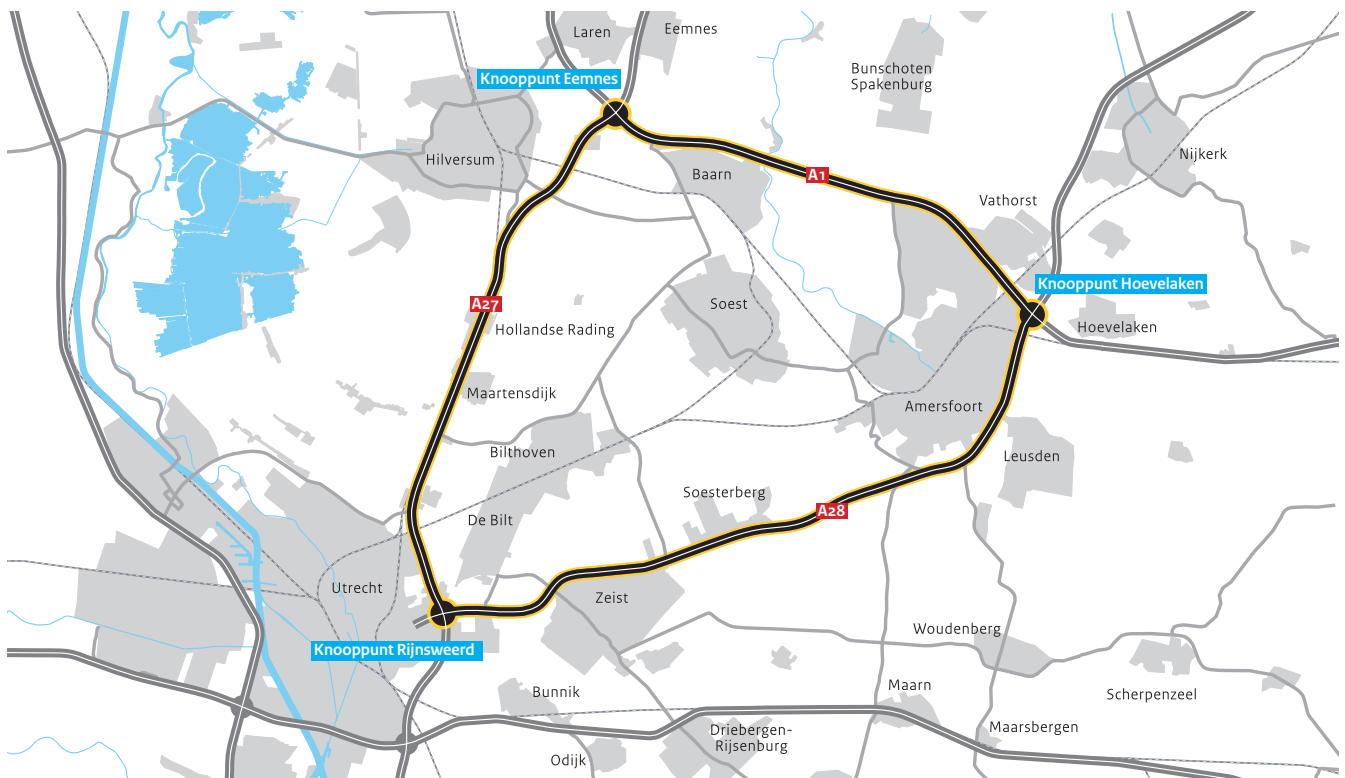 Laren
Eemnes
Knooppunt Eemnes
Bunschoten
Spakenburg
Hilversum
Baarn
A1
Nijkerk
Vathorst
Knooppunt Hoevelaken
A27
Soest
Hollandse Rading
Hoevelaken
Maartensdijk
Amersfoort
Bilthoven
Leusden
Soesterberg
De Bilt
A28
Utrecht
Zeist
Woudenberg
Knooppunt Rijnsweerd
Maarn
Bunnik
Scherpenzeel
Maarsbergen
Driebergen-
Rijsenburg
Odijk